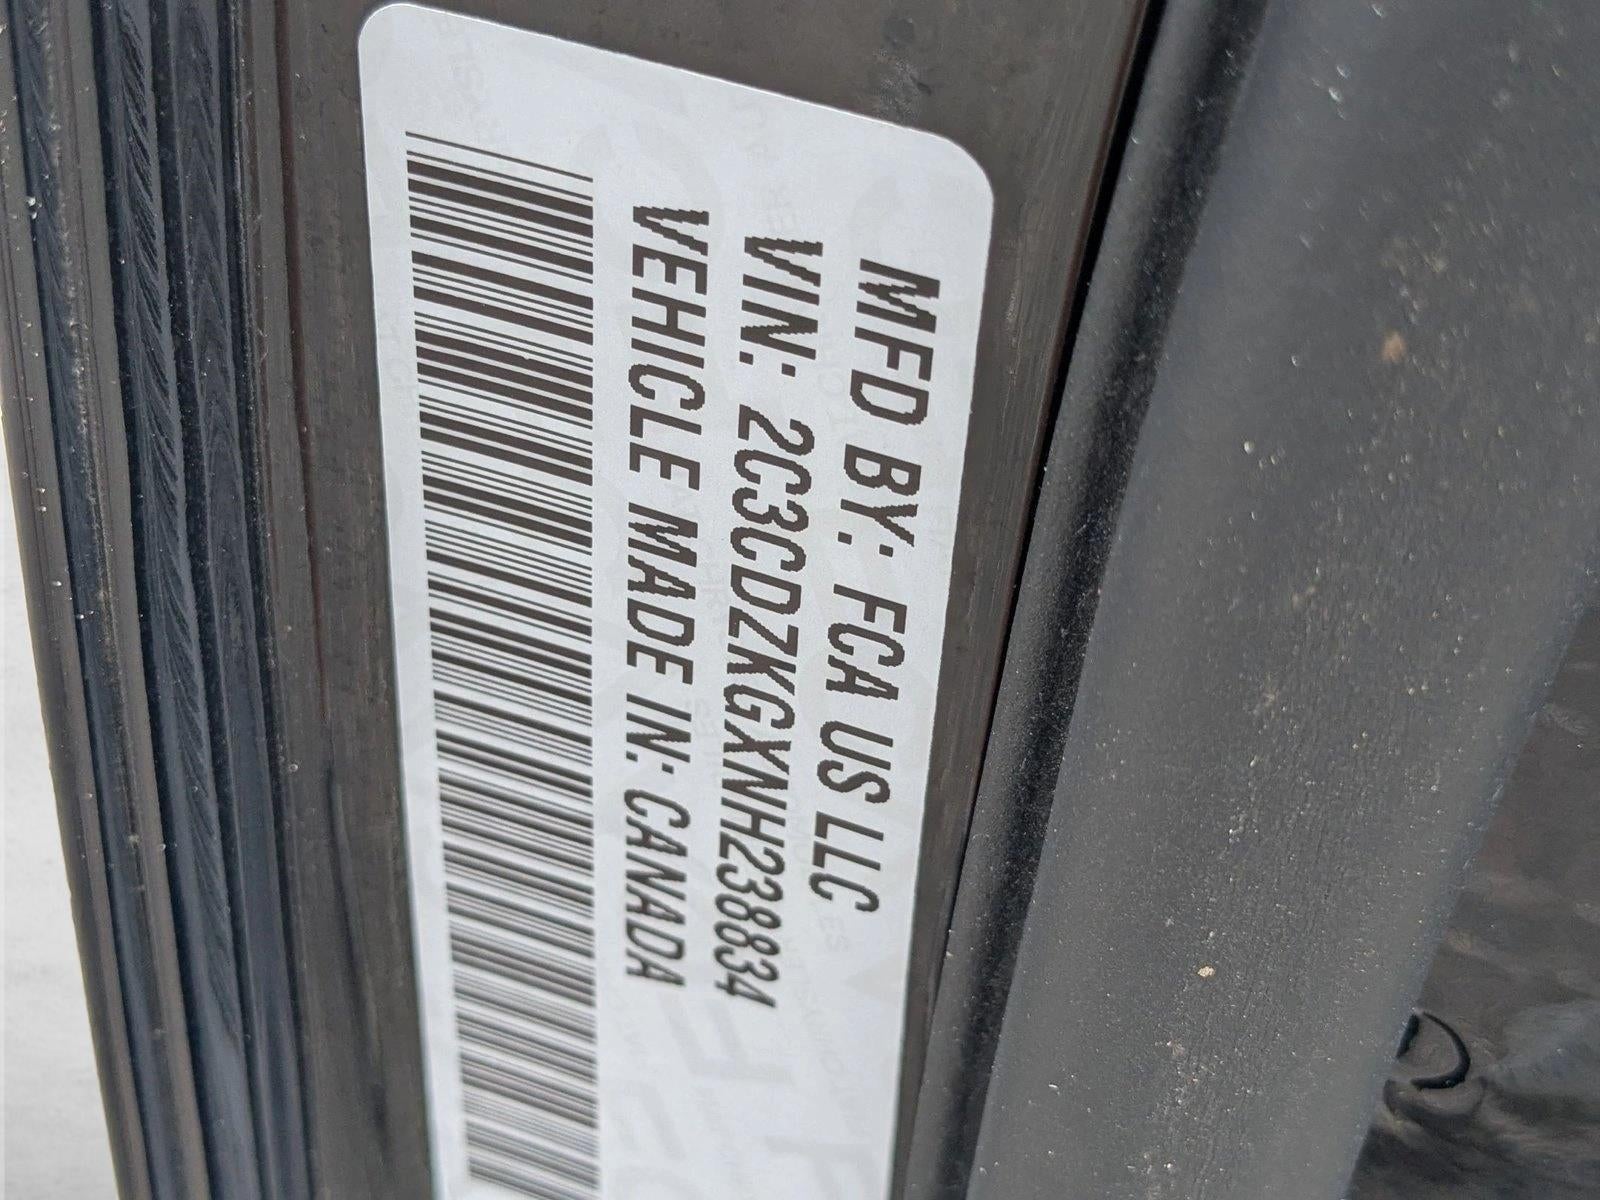 MFD BY: FCA US LLC
VIN: 2C3CDZKGXNH238834
VEHICLE MADE IN: CANADA